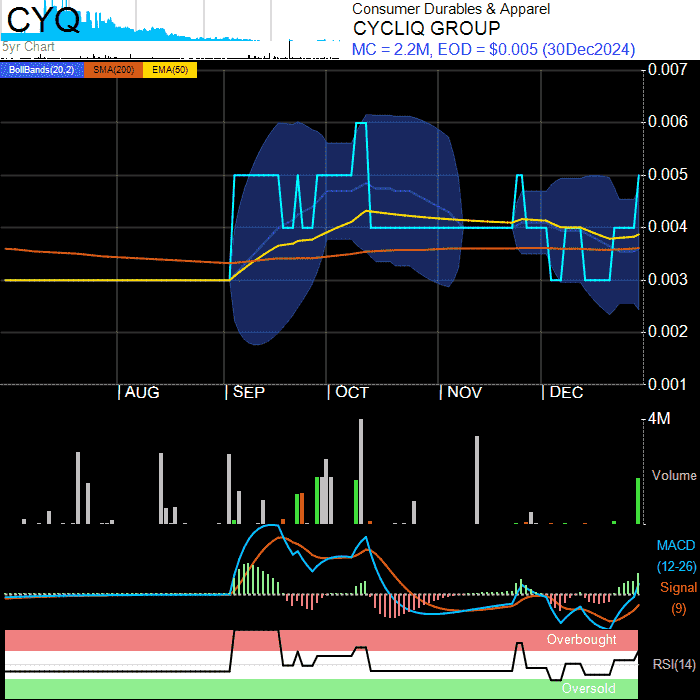 CYQ
5yr Chart
Consumer Durables & Apparel
CYCLIQ GROUP
MC = 2.2M, EOD = $0.005 (30Dec2024)
BollBands(20,2) SMA(200) EMA(50)
0.007
0.006
0.005
0.004
0.003
0.002
0.001
AUG SEP OCT NOV DEC
4M
Volume
MACD
(12-26)
Signal
(9)
Overbought
RSI(14)
Oversold